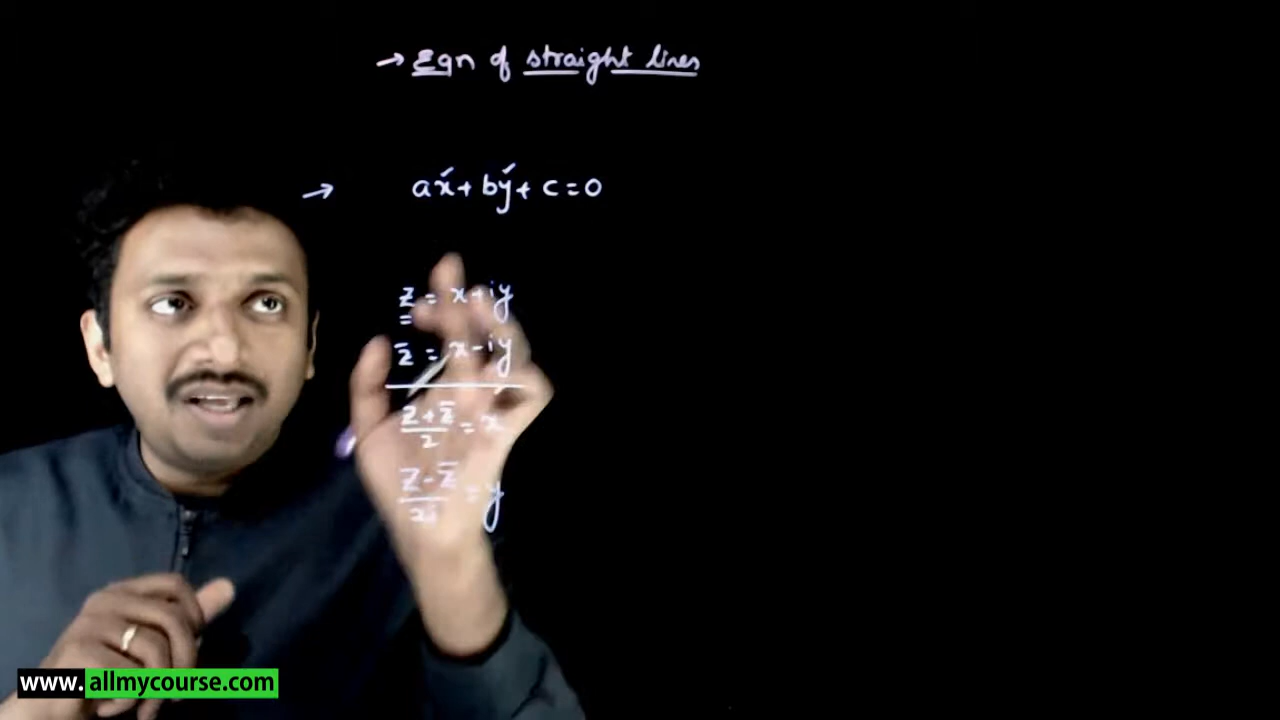 → Eqn of straight lines
→ ax + by + c = 0
z = x + iy
z̄ = x - iy
z + z̄ / 2 = x
z - z̄ / 2i = y
www.allmycourse.com